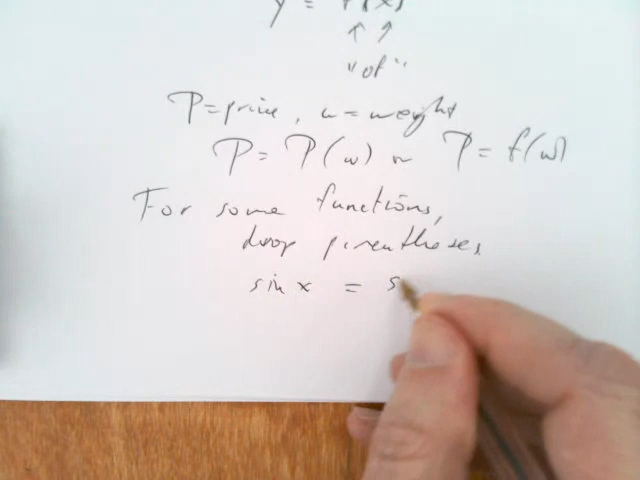 y = f(x)
↑ ↑
"of"
P=price, w=weight
P = P(w) or P = f(w)
For some functions,
drop parentheses.
sin x = s